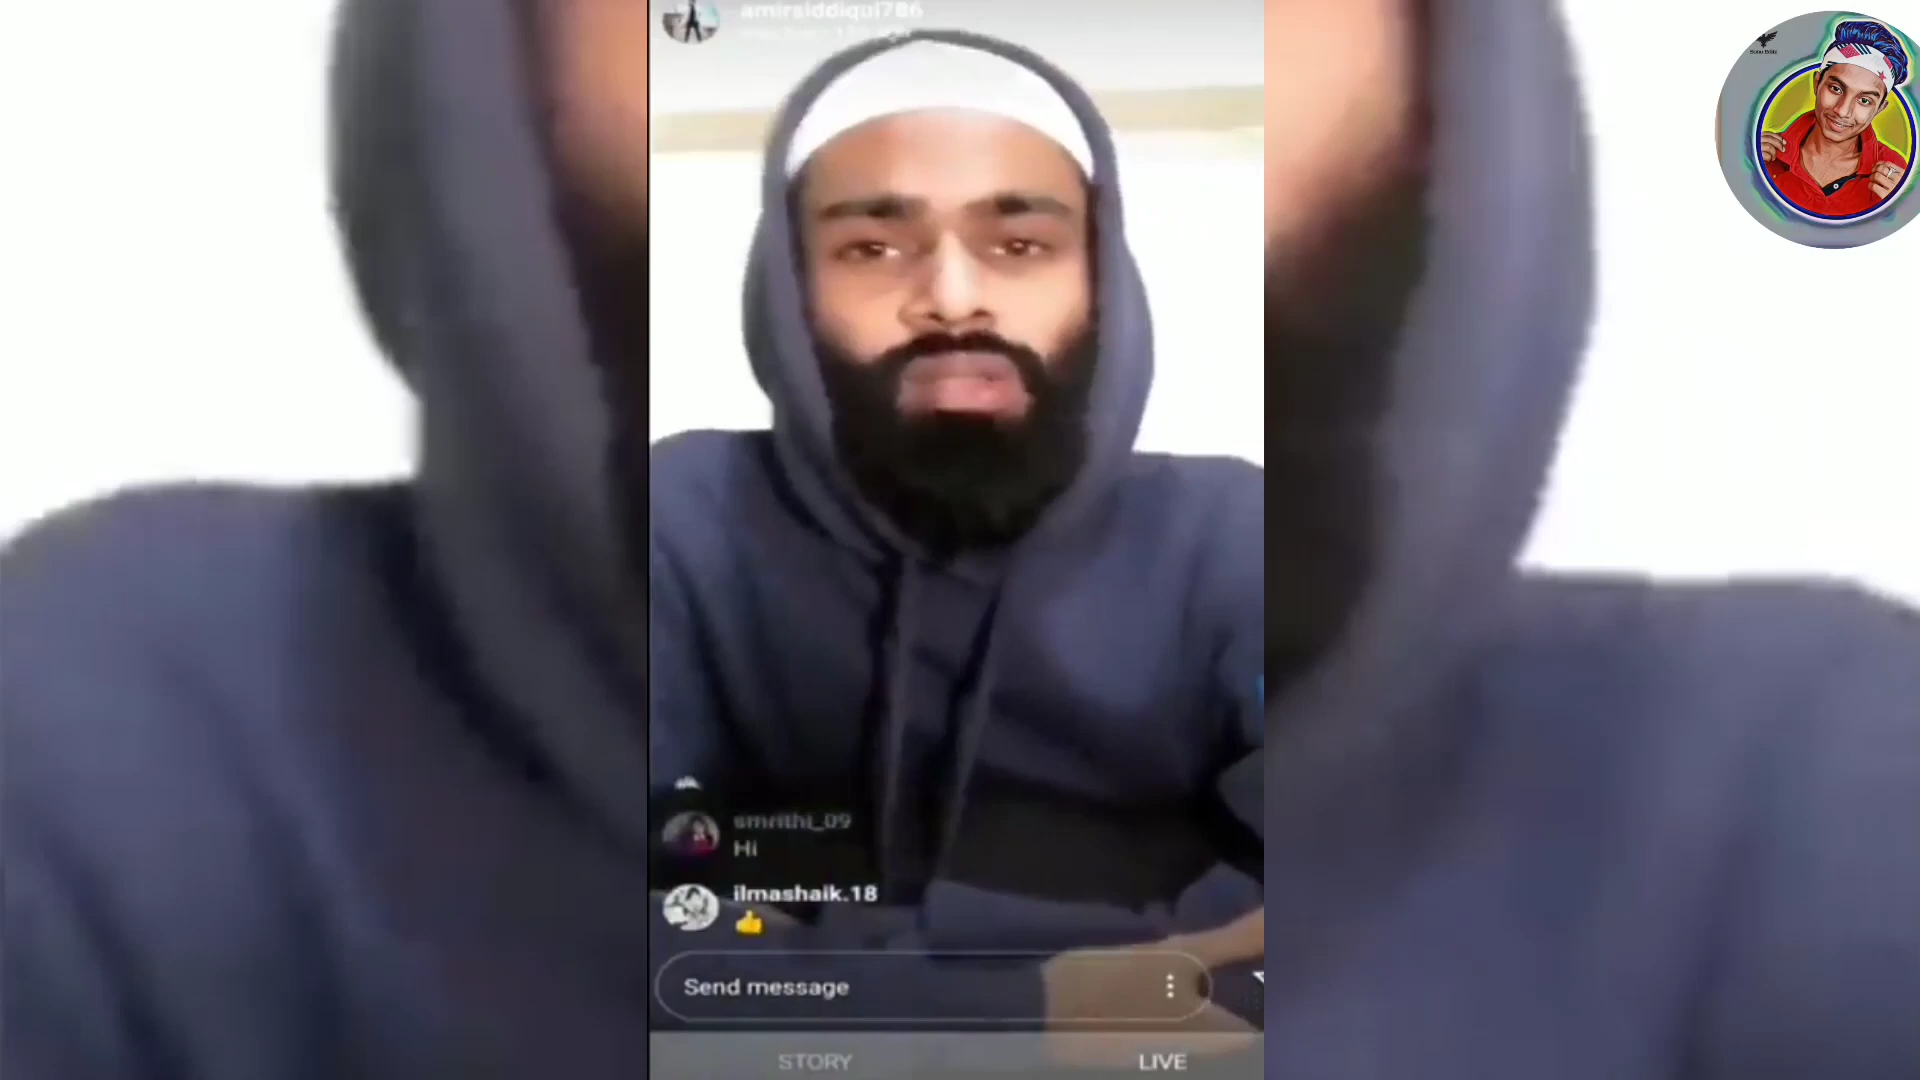 amirsiddiqui786
smrithi_09
Hi
ilmashaik.18
👍
Send message
STORY
LIVE